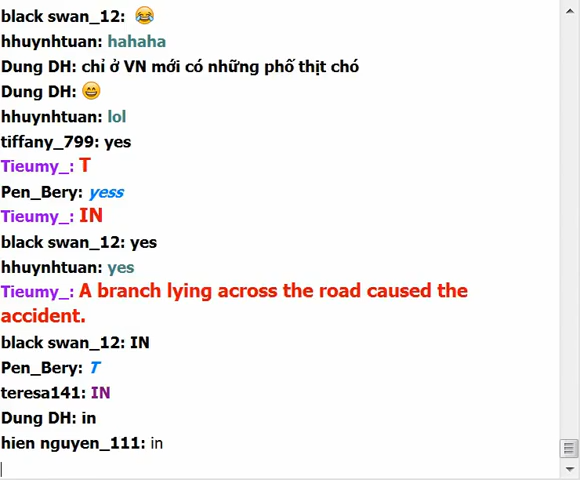 black swan_12: 😂
hhuynhtuan: hahaha
Dung DH: chỉ ở VN mới có những phố thịt chó
Dung DH: 😄
hhuynhtuan: lol
tiffany_799: yes
Tieumy_: T
Pen_Bery: yess
Tieumy_: IN
black swan_12: yes
hhuynhtuan: yes
Tieumy_: A branch lying across the road caused the
accident.
black swan_12: IN
Pen_Bery: T
teresa141: IN
Dung DH: in
hien nguyen_111: in